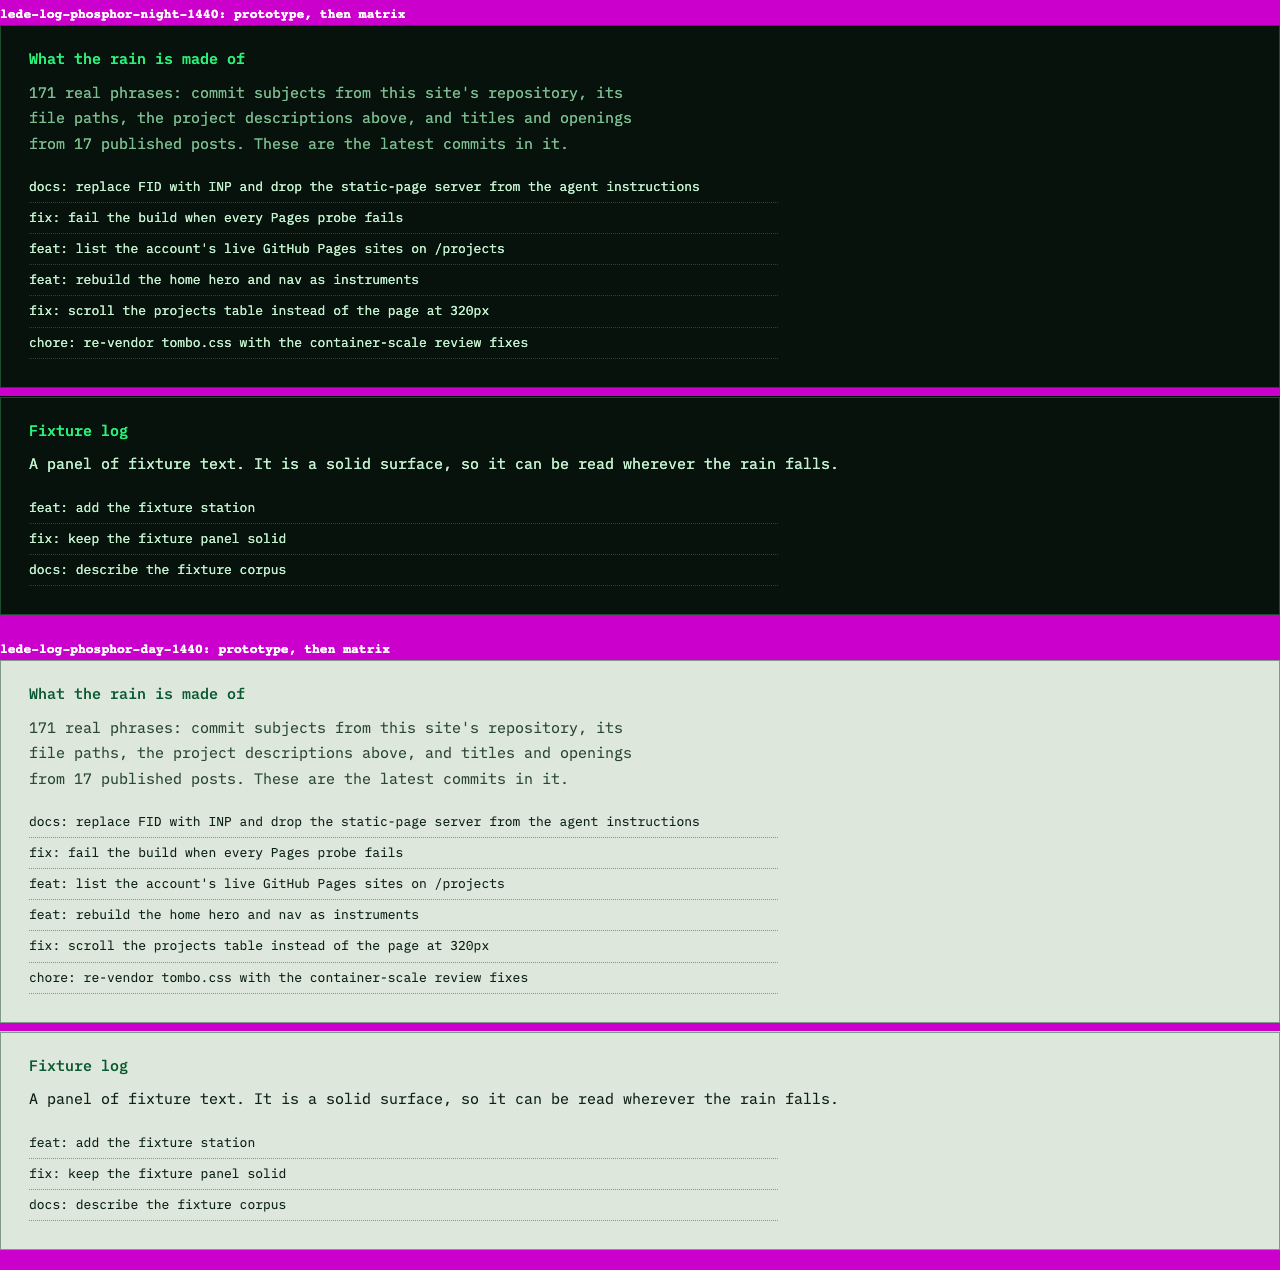 lede-log-phosphor-night-1440: prototype, then matrix
What the rain is made of
171 real phrases: commit subjects from this site's repository, its
file paths, the project descriptions above, and titles and openings
from 17 published posts. These are the latest commits in it.
docs: replace FID with INP and drop the static-page server from the agent instructions
fix: fail the build when every Pages probe fails
feat: list the account's live GitHub Pages sites on /projects
feat: rebuild the home hero and nav as instruments
fix: scroll the projects table instead of the page at 320px
chore: re-vendor tombo.css with the container-scale review fixes
Fixture log
A panel of fixture text. It is a solid surface, so it can be read wherever the rain falls.
feat: add the fixture station
fix: keep the fixture panel solid
docs: describe the fixture corpus
lede-log-phosphor-day-1440: prototype, then matrix
What the rain is made of
171 real phrases: commit subjects from this site's repository, its
file paths, the project descriptions above, and titles and openings
from 17 published posts. These are the latest commits in it.
docs: replace FID with INP and drop the static-page server from the agent instructions
fix: fail the build when every Pages probe fails
feat: list the account's live GitHub Pages sites on /projects
feat: rebuild the home hero and nav as instruments
fix: scroll the projects table instead of the page at 320px
chore: re-vendor tombo.css with the container-scale review fixes
Fixture log
A panel of fixture text. It is a solid surface, so it can be read wherever the rain falls.
feat: add the fixture station
fix: keep the fixture panel solid
docs: describe the fixture corpus